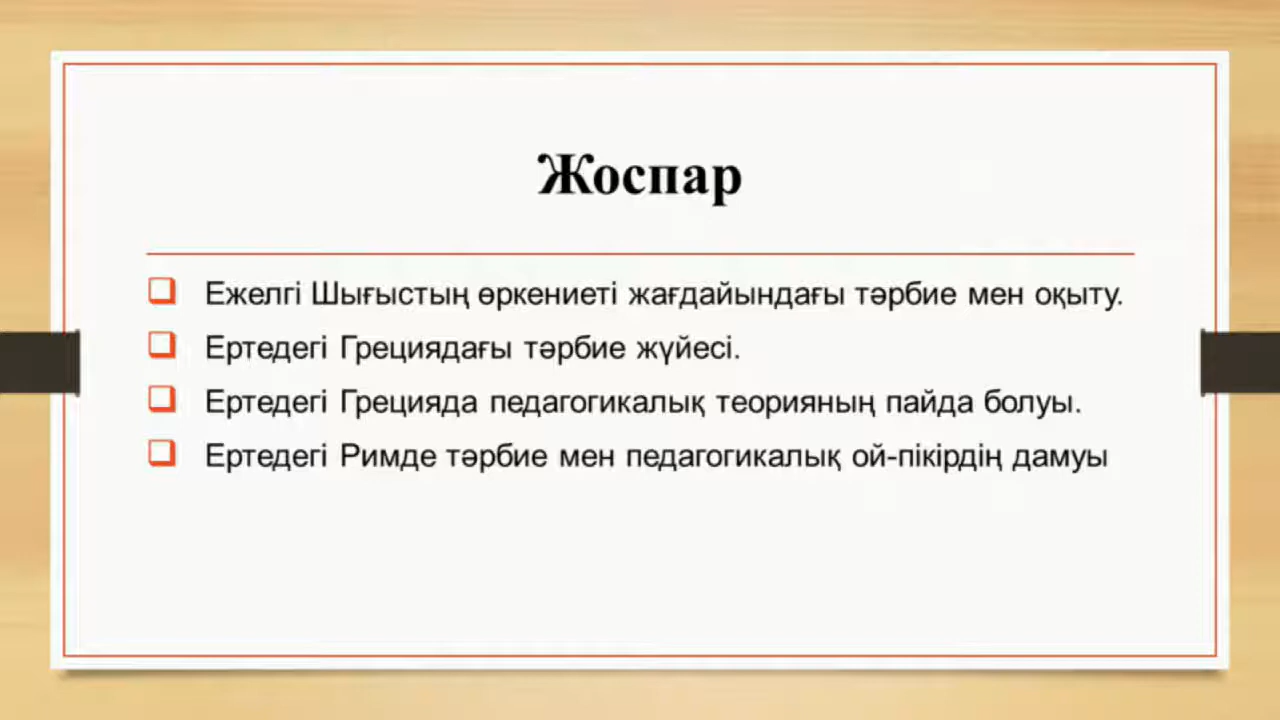 Жоспар
Ежелгі Шығыстың өркениеті жағдайындағы тәрбие мен оқыту.
Ертедегі Грециядағы тәрбие жүйесі.
Ертедегі Грецияда педагогикалық теорияның пайда болуы.
Ертедегі Римде тәрбие мен педагогикалық ой-пікірдің дамуы